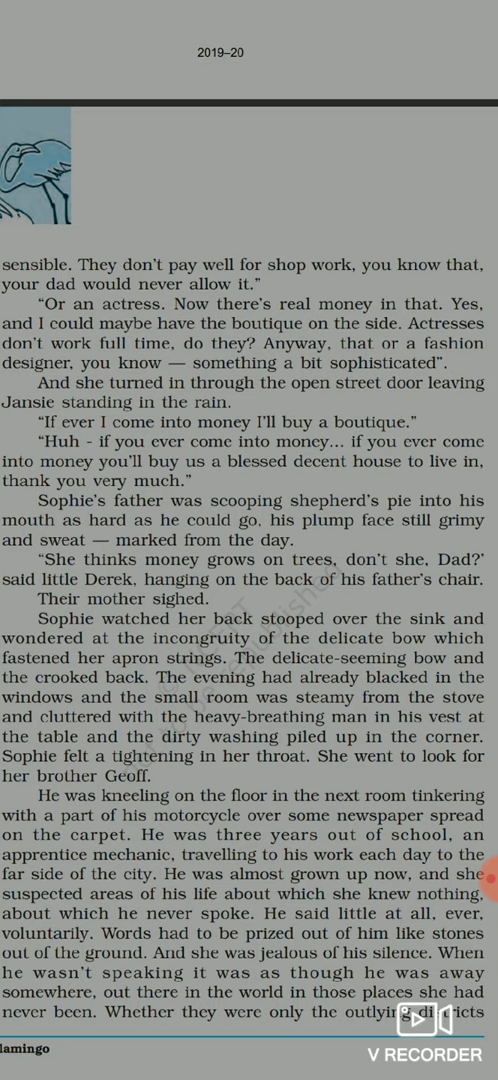 2019–20
sensible. They don't pay well for shop work, you know that,
your dad would never allow it."
"Or an actress. Now there's real money in that. Yes,
and I could maybe have the boutique on the side. Actresses
don't work full time, do they? Anyway, that or a fashion
designer, you know — something a bit sophisticated".
And she turned in through the open street door leaving
Jansie standing in the rain.
"If ever I come into money I'll buy a boutique."
"Huh - if you ever come into money... if you ever come
into money you'll buy us a blessed decent house to live in,
thank you very much."
Sophie's father was scooping shepherd's pie into his
mouth as hard as he could go, his plump face still grimy
and sweat — marked from the day.
"She thinks money grows on trees, don't she, Dad?'
said little Derek, hanging on the back of his father's chair.
Their mother sighed.
Sophie watched her back stooped over the sink and
wondered at the incongruity of the delicate bow which
fastened her apron strings. The delicate-seeming bow and
the crooked back. The evening had already blacked in the
windows and the small room was steamy from the stove
and cluttered with the heavy-breathing man in his vest at
the table and the dirty washing piled up in the corner.
Sophie felt a tightening in her throat. She went to look for
her brother Geoff.
He was kneeling on the floor in the next room tinkering
with a part of his motorcycle over some newspaper spread
on the carpet. He was three years out of school, an
apprentice mechanic, travelling to his work each day to the
far side of the city. He was almost grown up now, and she
suspected areas of his life about which she knew nothing,
about which he never spoke. He said little at all, ever,
voluntarily. Words had to be prized out of him like stones
out of the ground. And she was jealous of his silence. When
he wasn't speaking it was as though he was away
somewhere, out there in the world in those places she had
never been. Whether they were only the outlying districts
lamingo
V RECORDER